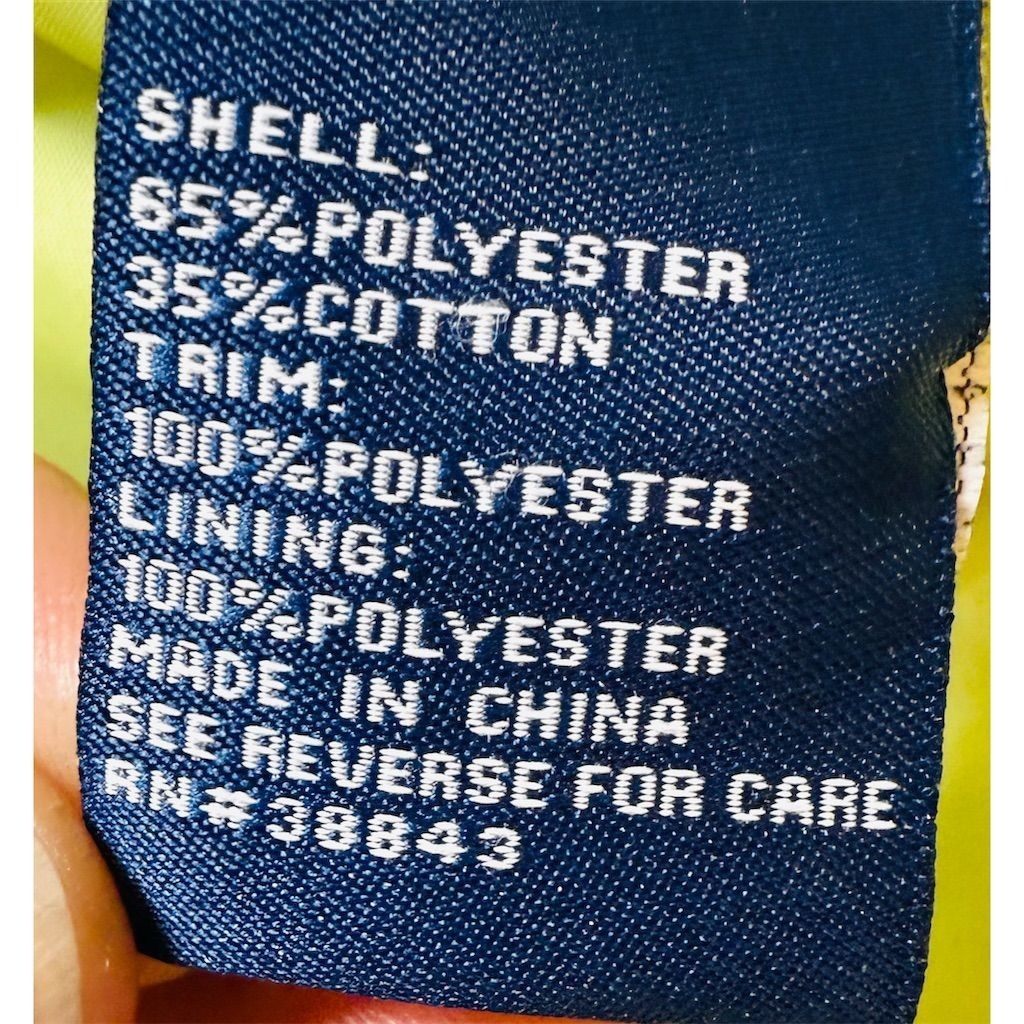 SHELL:
65%POLYESTER
35%COTTON
TRIM:
100%POLYESTER
LINING:
100%POLYESTER
MADE IN CHINA
SEE REVERSE FOR CARE
RN#38843